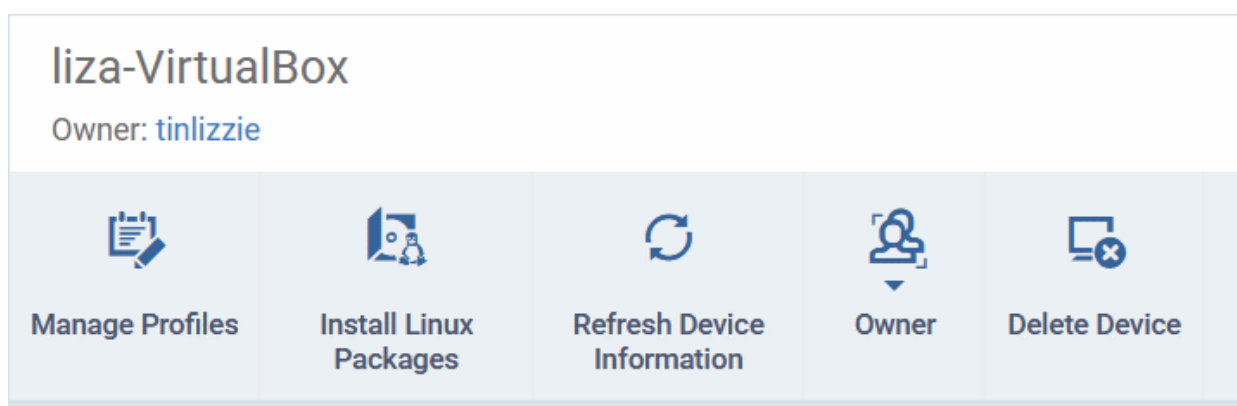 liza-VirtualBox
Owner: tinlizzie
Manage Profiles
Install Linux
Packages
Refresh Device
Information
Owner
Delete Device